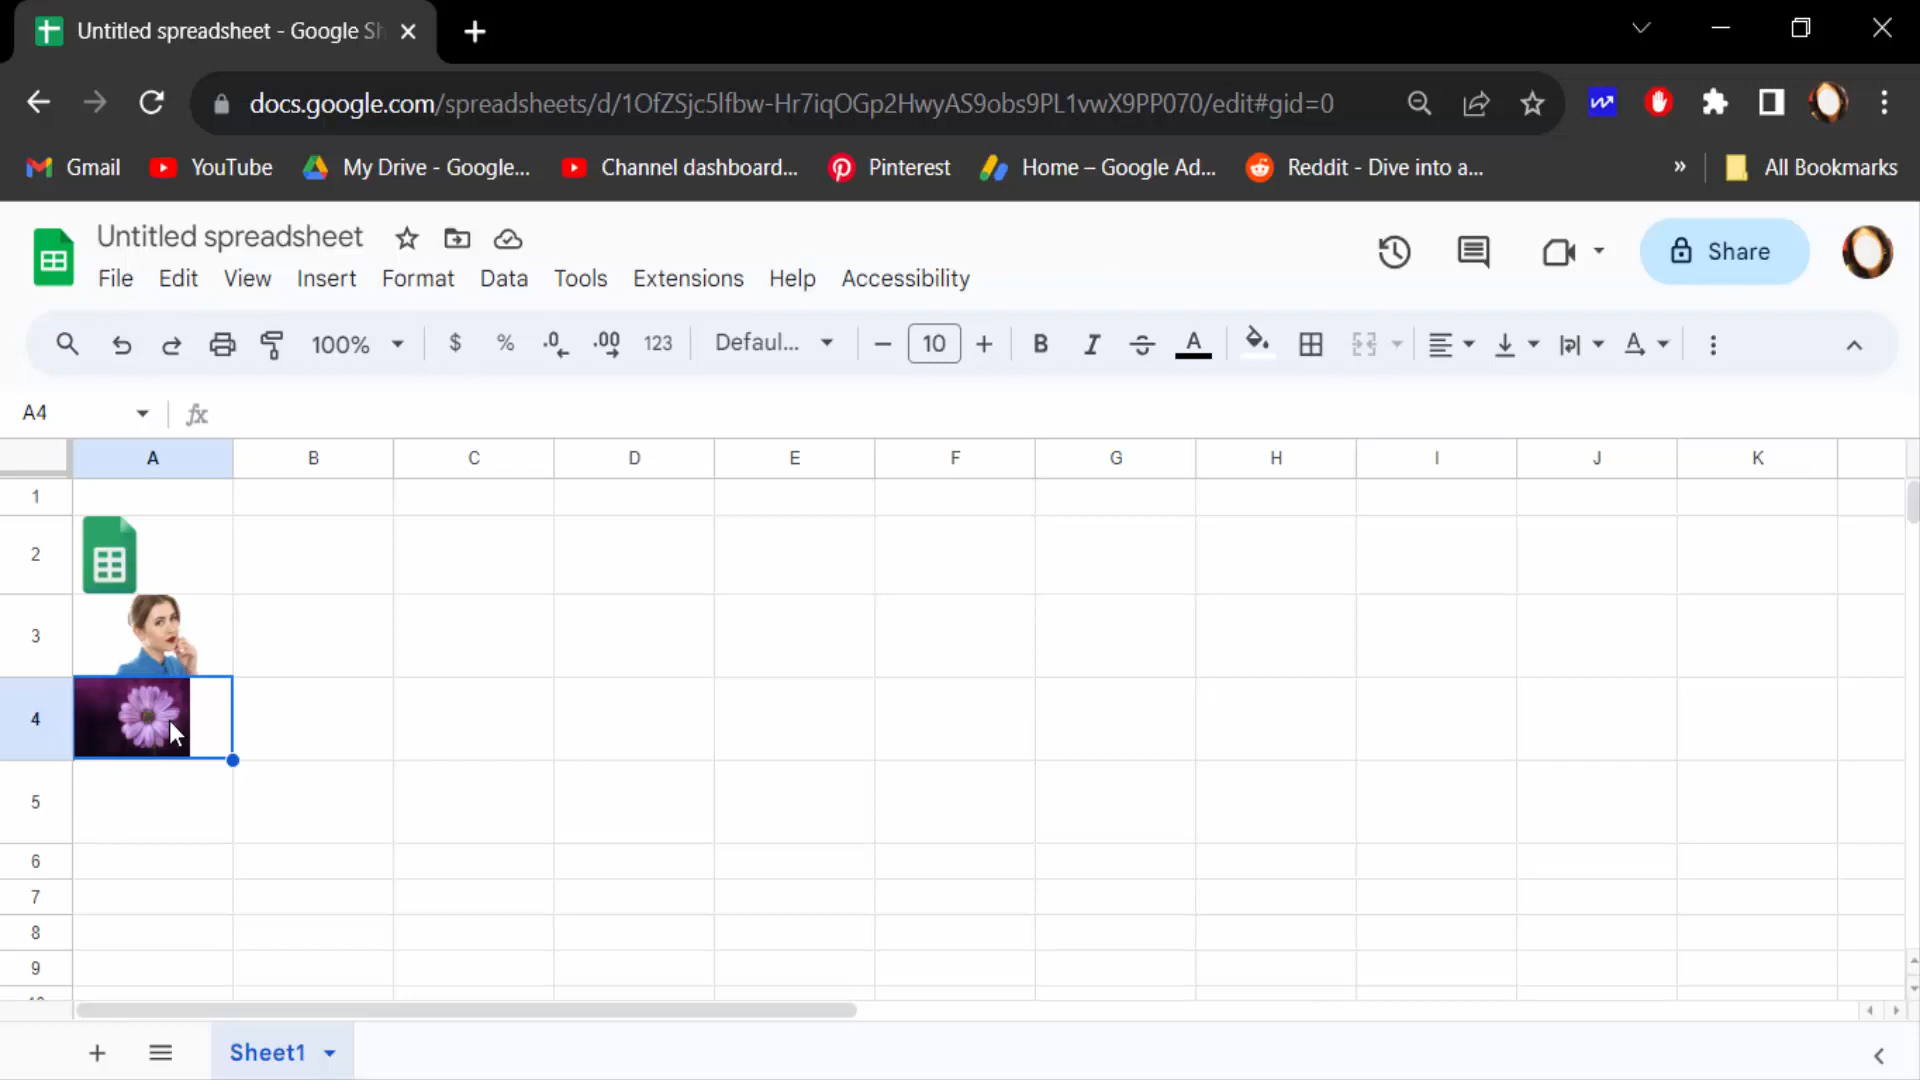 Untitled spreadsheet - Google Sh
docs.google.com/spreadsheets/d/1OfZSjc5lfbw-Hr7iqOGp2HwyAS9obs9PL1vwX9PP070/edit#gid=0
Gmail YouTube My Drive - Google... Channel dashboard... Pinterest Home – Google Ad... Reddit - Dive into a... » All Bookmarks
Untitled spreadsheet
File Edit View Insert Format Data Tools Extensions Help Accessibility
Share
100% $ % .0 .00 123 Defaul... − 10 + B I S A A
A4 fx
A B C D E F G H I J K
1
2
3
4
5
6
7
8
9
Sheet1